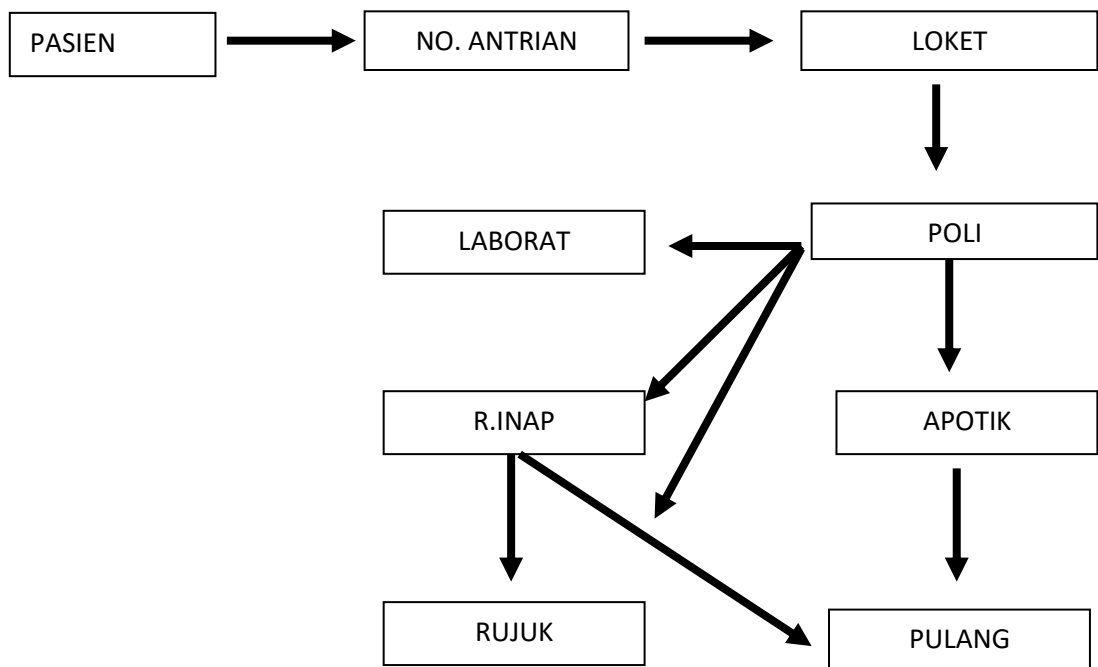 PASIEN
NO. ANTRIAN
LOKET
LABORAT
POLI
R.INAP
APOTIK
RUJUK
PULANG